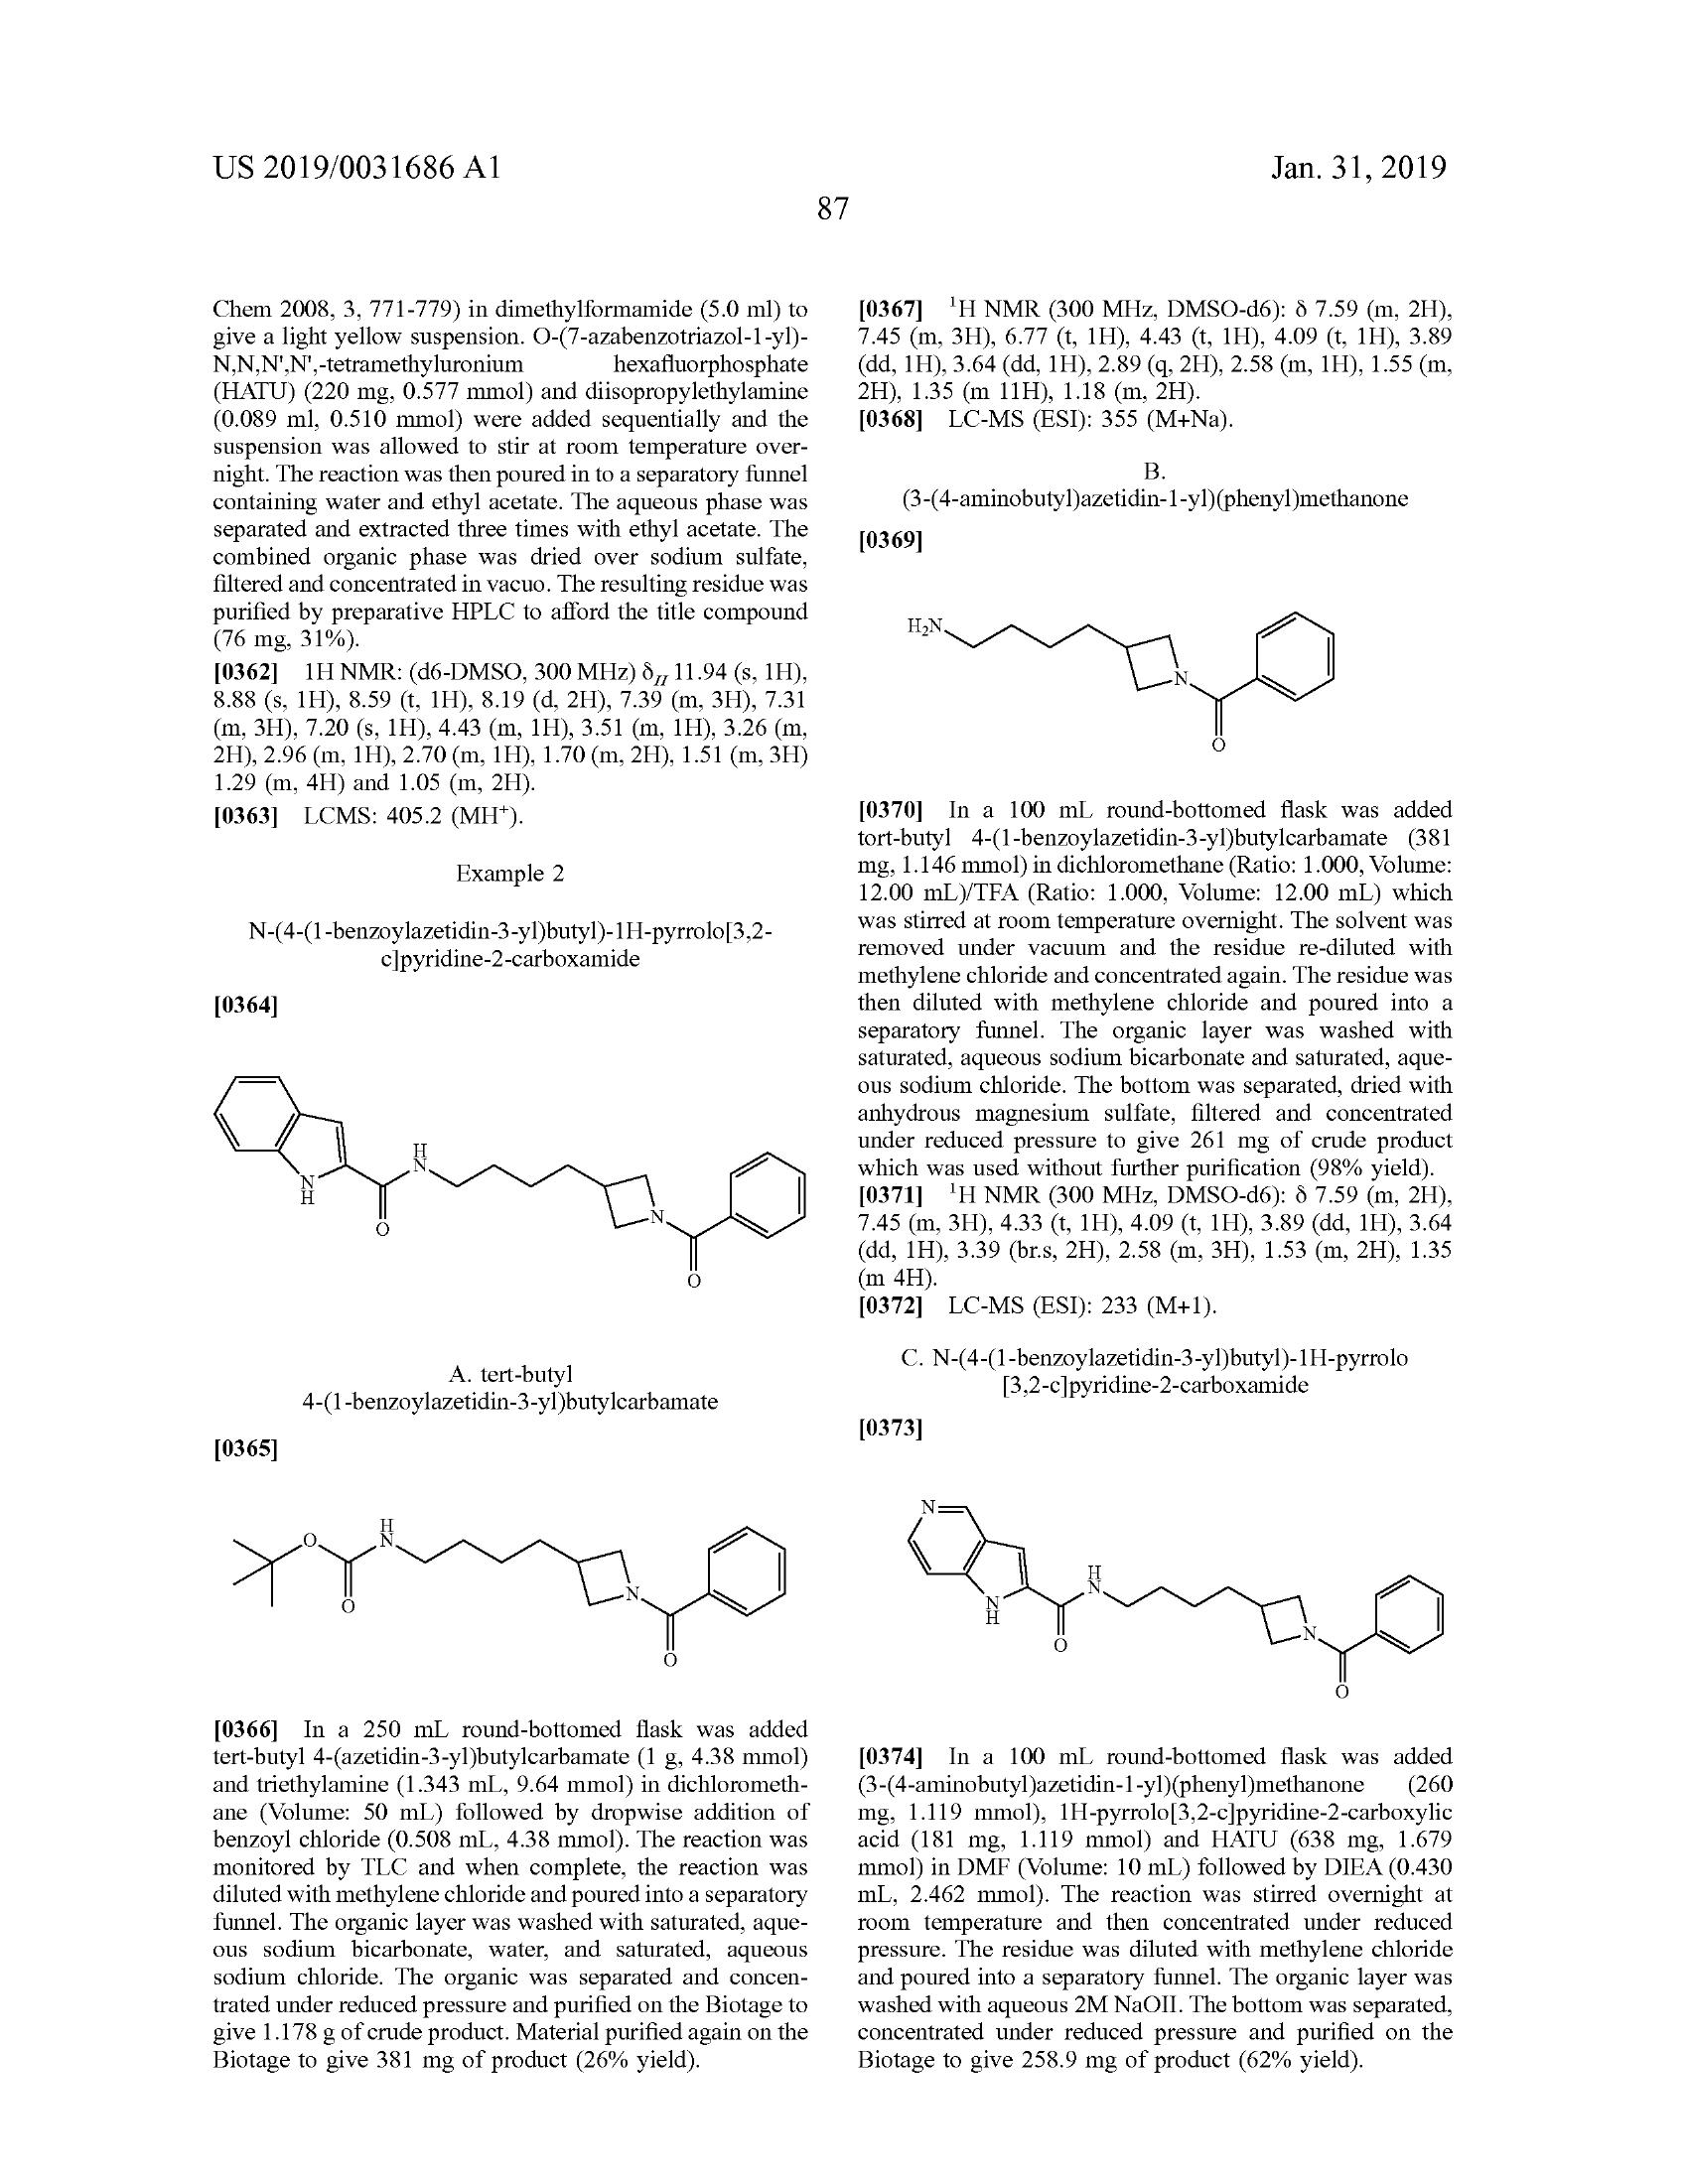 US 2019/0031686 A1
Jan. 31, 2019
87
Chem 2008, 3, 771-779) in dimethylformamide (5.0 ml) to
give a light yellow suspension. O-(7-azabenzotriazol-1-yl)-
N,N,N',N',-tetramethyluronium hexafluorphosphate
(HATU) (220 mg, 0.577 mmol) and diisopropylethylamine
(0.089 ml, 0.510 mmol) were added sequentially and the
suspension was allowed to stir at room temperature over-
night. The reaction was then poured in to a separatory funnel
containing water and ethyl acetate. The aqueous phase was
separated and extracted three times with ethyl acetate. The
combined organic phase was dried over sodium sulfate,
filtered and concentrated in vacuo. The resulting residue was
purified by preparative HPLC to afford the title compound
(76 mg, 31%).
[0362] 1H NMR: (d6-DMSO, 300 MHz) δH 11.94 (s, 1H),
8.88 (s, 1H), 8.59 (t, 1H), 8.19 (d, 2H), 7.39 (m, 3H), 7.31
(m, 3H), 7.20 (s, 1H), 4.43 (m, 1H), 3.51 (m, 1H), 3.26 (m,
2H), 2.96 (m, 1H), 2.70 (m, 1H), 1.70 (m, 2H), 1.51 (m, 3H)
1.29 (m, 4H) and 1.05 (m, 2H).
[0363] LCMS: 405.2 (MH⁺).
Example 2
N-(4-(1-benzoylazetidin-3-yl)butyl)-1H-pyrrolo[3,2-
c]pyridine-2-carboxamide
[0364]
H
N
N
H
O
N
O
A. tert-butyl
4-(1-benzoylazetidin-3-yl)butylcarbamate
[0365]
H
O
N
O
N
O
[0366] In a 250 mL round-bottomed flask was added
tert-butyl 4-(azetidin-3-yl)butylcarbamate (1 g, 4.38 mmol)
and triethylamine (1.343 mL, 9.64 mmol) in dichlorometh-
ane (Volume: 50 mL) followed by dropwise addition of
benzoyl chloride (0.508 mL, 4.38 mmol). The reaction was
monitored by TLC and when complete, the reaction was
diluted with methylene chloride and poured into a separatory
funnel. The organic layer was washed with saturated, aque-
ous sodium bicarbonate, water, and saturated, aqueous
sodium chloride. The organic was separated and concen-
trated under reduced pressure and purified on the Biotage to
give 1.178 g of crude product. Material purified again on the
Biotage to give 381 mg of product (26% yield).
[0367] ¹H NMR (300 MHz, DMSO-d6): δ 7.59 (m, 2H),
7.45 (m, 3H), 6.77 (t, 1H), 4.43 (t, 1H), 4.09 (t, 1H), 3.89
(dd, 1H), 3.64 (dd, 1H), 2.89 (q, 2H), 2.58 (m, 1H), 1.55 (m,
2H), 1.35 (m 11H), 1.18 (m, 2H).
[0368] LC-MS (ESI): 355 (M+Na).
B.
(3-(4-aminobutyl)azetidin-1-yl)(phenyl)methanone
[0369]
H₂N
N
O
[0370] In a 100 mL round-bottomed flask was added
tort-butyl 4-(1-benzoylazetidin-3-yl)butylcarbamate (381
mg, 1.146 mmol) in dichloromethane (Ratio: 1.000, Volume:
12.00 mL)/TFA (Ratio: 1.000, Volume: 12.00 mL) which
was stirred at room temperature overnight. The solvent was
removed under vacuum and the residue re-diluted with
methylene chloride and concentrated again. The residue was
then diluted with methylene chloride and poured into a
separatory funnel. The organic layer was washed with
saturated, aqueous sodium bicarbonate and saturated, aque-
ous sodium chloride. The bottom was separated, dried with
anhydrous magnesium sulfate, filtered and concentrated
under reduced pressure to give 261 mg of crude product
which was used without further purification (98% yield).
[0371] ¹H NMR (300 MHz, DMSO-d6): δ 7.59 (m, 2H),
7.45 (m, 3H), 4.33 (t, 1H), 4.09 (t, 1H), 3.89 (dd, 1H), 3.64
(dd, 1H), 3.39 (br.s, 2H), 2.58 (m, 3H), 1.53 (m, 2H), 1.35
(m 4H).
[0372] LC-MS (ESI): 233 (M+1).
C. N-(4-(1-benzoylazetidin-3-yl)butyl)-1H-pyrrolo
[3,2-c]pyridine-2-carboxamide
[0373]
N
H
N
N
H
O
N
O
[0374] In a 100 mL round-bottomed flask was added
(3-(4-aminobutyl)azetidin-1-yl)(phenyl)methanone (260
mg, 1.119 mmol), 1H-pyrrolo[3,2-c]pyridine-2-carboxylic
acid (181 mg, 1.119 mmol) and HATU (638 mg, 1.679
mmol) in DMF (Volume: 10 mL) followed by DIEA (0.430
mL, 2.462 mmol). The reaction was stirred overnight at
room temperature and then concentrated under reduced
pressure. The residue was diluted with methylene chloride
and poured into a separatory funnel. The organic layer was
washed with aqueous 2M NaOH. The bottom was separated,
concentrated under reduced pressure and purified on the
Biotage to give 258.9 mg of product (62% yield).